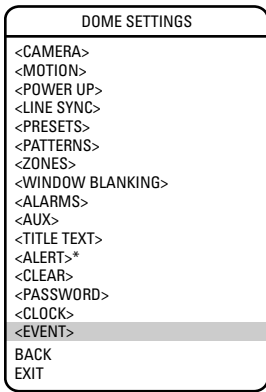 DOME SETTINGS
<CAMERA>
<MOTION>
<POWER UP>
<LINE SYNC>
<PRESETS>
<PATTERNS>
<ZONES>
<WINDOW BLANKING>
<ALARMS>
<AUX>
<TITLE TEXT>
<ALERT>*
<CLEAR>
<PASSWORD>
<CLOCK>
<EVENT>
BACK
EXIT